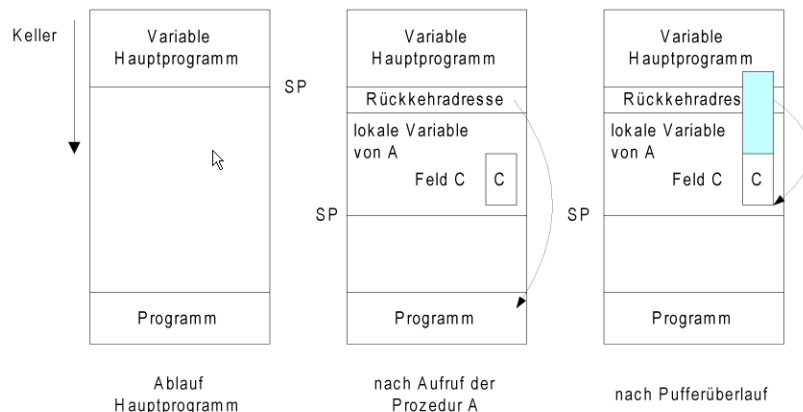 Keller
Variable
Hauptprogramm
SP
Programm
Ablauf
Hauptprogramm
Variable
Hauptprogramm
Rückkehradresse
lokale Variable
von A
Feld C
C
SP
Programm
nach Aufruf der
Prozedur A
Variable
Hauptprogramm
Rückkehradres
lokale Variable
von A
Feld C
C
SP
Programm
nach Pufferüberlauf